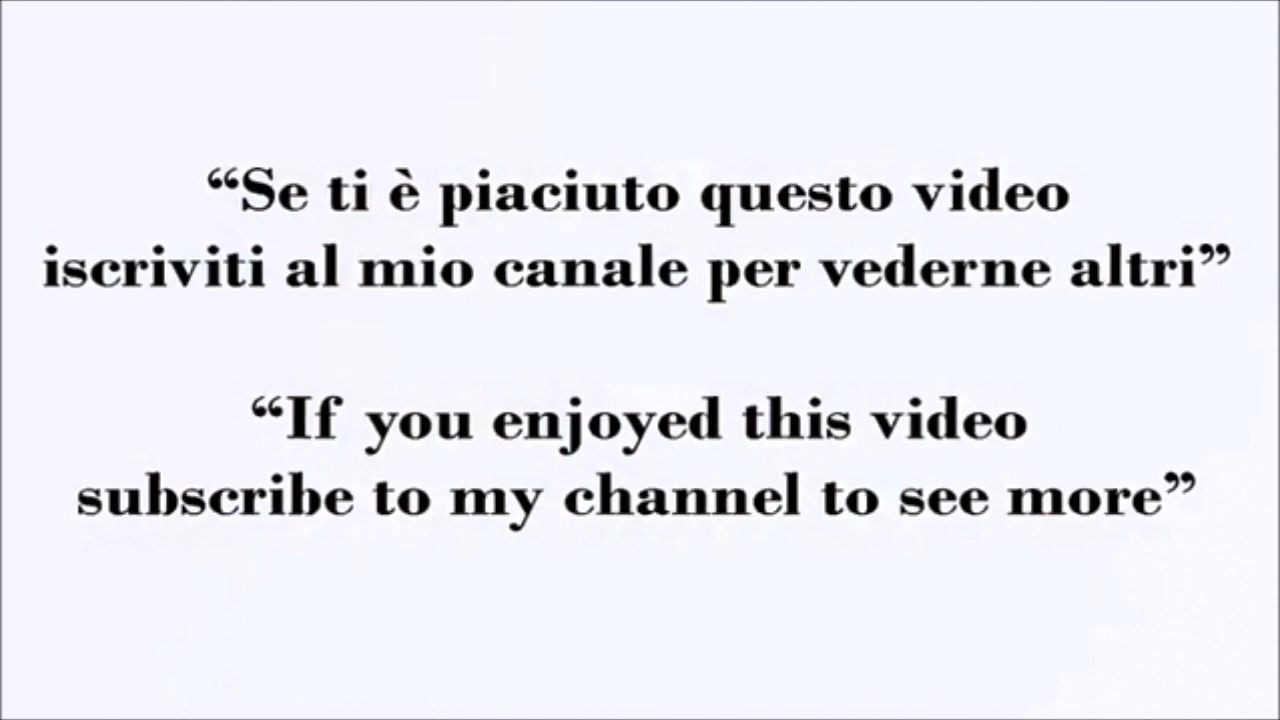 “Se ti è piaciuto questo video
iscriviti al mio canale per vederne altri”
“If you enjoyed this video
subscribe to my channel to see more”